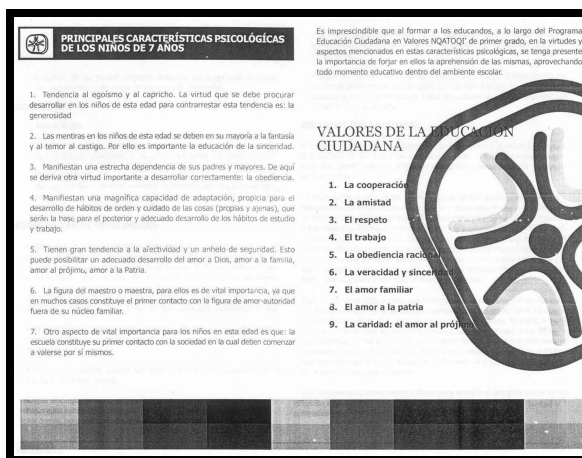 PRINCIPALES CARACTERÍSTICAS PSICOLÓGÍCAS
DE LOS NIÑOS DE 7 AÑOS
1. Tendencia al egoísmo y al capricho. La virtud que se debe procurar
desarrollar en los niños de esta edad para contrarrestar esta tendencia es: la
generosidad
2. Las mentiras en los niños de esta edad se deben en su mayoría a la fantasía
y al temor al castigo. Por ello es importante la educación de la sinceridad.
3. Manifiestan una estrecha dependencia de sus padres y mayores. De aquí
se deriva otra virtud importante a desarrollar correctamente: la obediencia.
4. Manifiestan una magnífica capacidad de adaptación, propicia para el
desarrollo de hábitos de orden y cuidado de las cosas (propias y ajenas), que
serán la base para el posterior y adecuado desarrollo de los hábitos de estudio
y trabajo.
5. Tienen gran tendencia a la afectividad y un anhelo de seguridad. Esto
puede posibilitar un adecuado desarrollo del amor a Dios, amor a la familia,
amor al prójimo, amor a la Patria.
6. La figura del maestro o maestra, para ellos es de vital importancia, ya que
en muchos casos constituye el primer contacto con la figura de amor-autoridad
fuera de su núcleo familiar.
7. Otro aspecto de vital importancia para los niños en esta edad es que: la
escuela constituye su primer contacto con la sociedad en la cual deben comenzar
a valerse por sí mismos.
Es imprescindible que al formar a los educandos, a lo largo del Programa
Educación Ciudadana en Valores NQATOQI' de primer grado, en la virtudes y
aspectos mencionados en estas características psicológicas, se tenga presente
la importancia de forjar en ellos la aprehensión de las mismas, aprovechando
todo momento educativo dentro del ambiente escolar.
VALORES DE LA EDUCACIÓN
CIUDADANA
1. La cooperación
2. La amistad
3. El respeto
4. El trabajo
5. La obediencia racional
6. La veracidad y sinceridad
7. El amor familiar
8. El amor a la patria
9. La caridad: el amor al prójimo